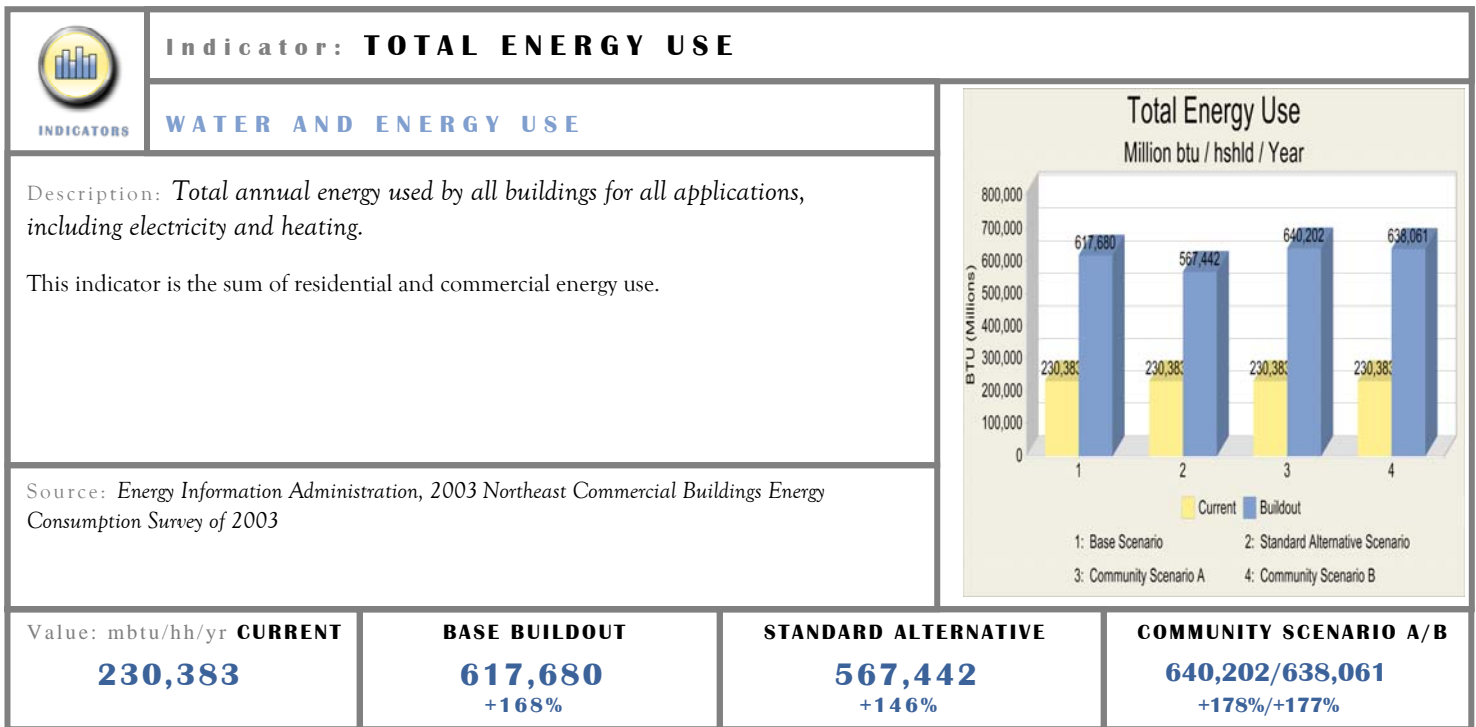 INDICATORS
Indicator: TOTAL ENERGY USE
WATER AND ENERGY USE
Description: Total annual energy used by all buildings for all applications,
including electricity and heating.
This indicator is the sum of residential and commercial energy use.
Source: Energy Information Administration, 2003 Northeast Commercial Buildings Energy
Consumption Survey of 2003
Total Energy Use
Million btu / hshld / Year
BTU (Millions)
800,000
700,000
600,000
500,000
400,000
300,000
200,000
100,000
0
230,383
617,680
230,383
567,442
230,383
640,202
230,383
638,061
1
2
3
4
Current
Buildout
1: Base Scenario
2: Standard Alternative Scenario
3: Community Scenario A
4: Community Scenario B
Value: mbtu/hh/yr CURRENT
230,383
BASE BUILDOUT
617,680
+168%
STANDARD ALTERNATIVE
567,442
+146%
COMMUNITY SCENARIO A/B
640,202/638,061
+178%/+177%